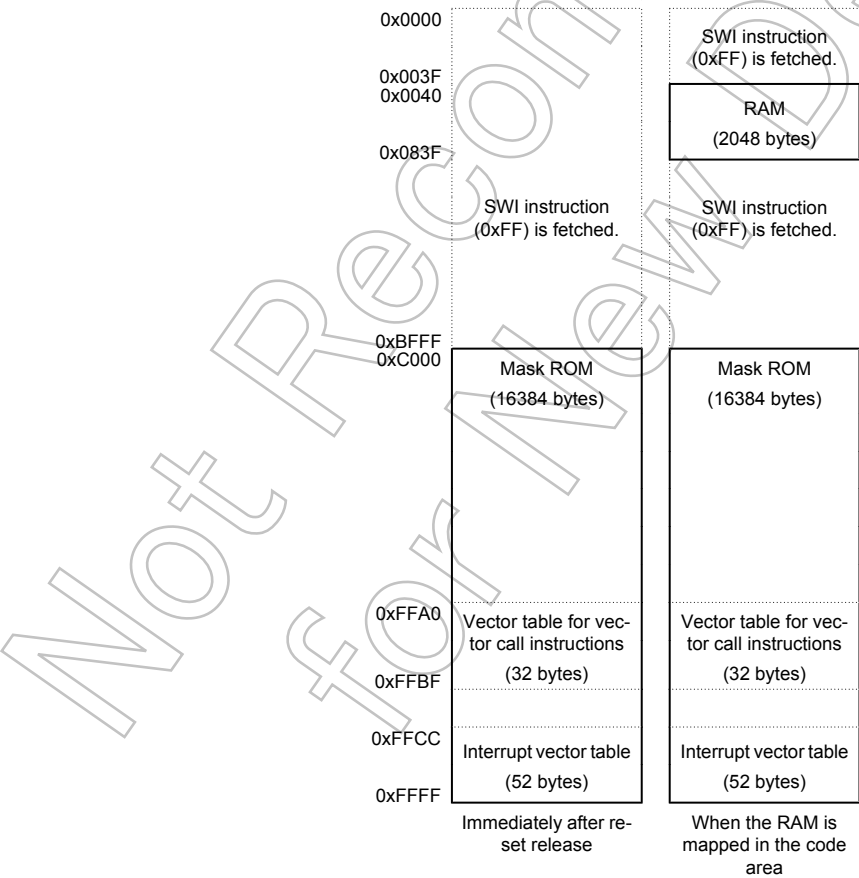 0x0000
SWI instruction
(0xFF) is fetched.
0x003F
0x0040
RAM
(2048 bytes)
0x083F
SWI instruction
(0xFF) is fetched.
SWI instruction
(0xFF) is fetched.
0xBFFF
0xC000
Mask ROM
(16384 bytes)
Mask ROM
(16384 bytes)
0xFFA0
Vector table for vec-
tor call instructions
(32 bytes)
Vector table for vec-
tor call instructions
(32 bytes)
0xFFBF
0xFFCC
Interrupt vector table
(52 bytes)
Interrupt vector table
(52 bytes)
0xFFFF
Immediately after re-
set release
When the RAM is
mapped in the code
area
Not Recon
for New D